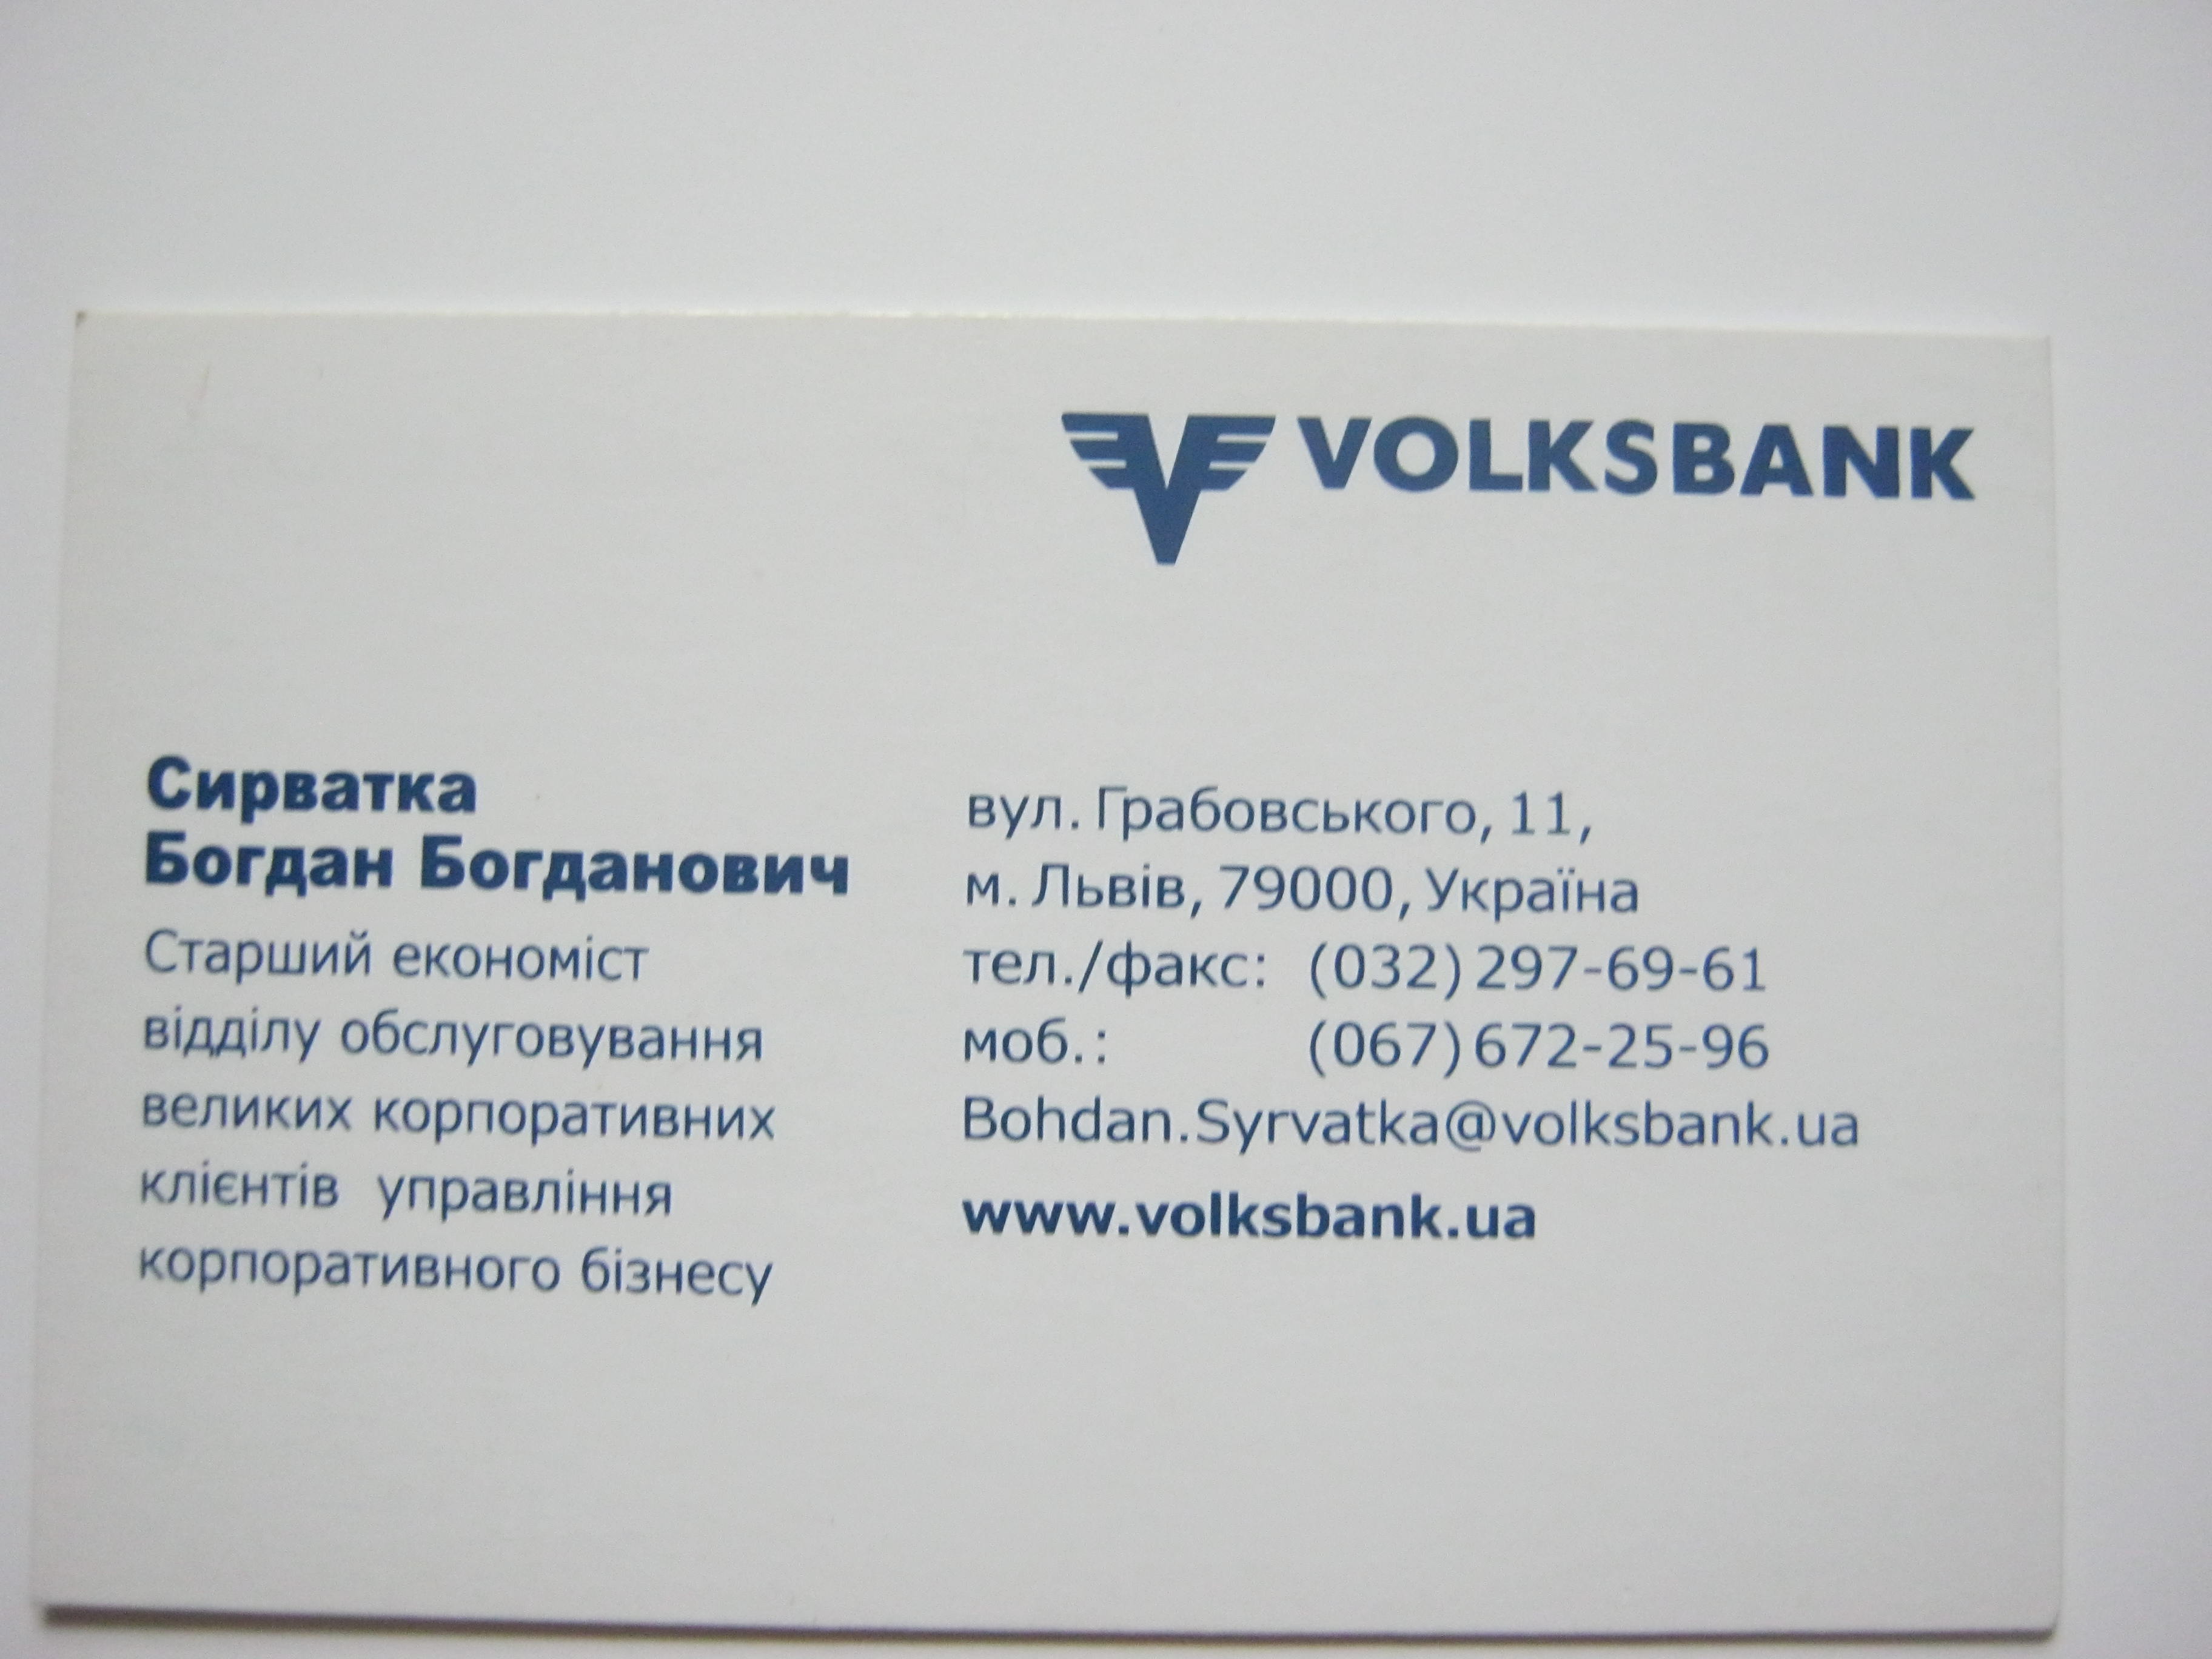 VOLKSBANK
Сирватка
Богдан Богданович
Старший економіст
відділу обслуговування
великих корпоративних
клієнтів управління
корпоративного бізнесу
вул. Грабовського, 11,
м. Львів, 79000, Україна
тел./факс: (032) 297-69-61
моб.: (067) 672-25-96
Bohdan.Syrvatka@volksbank.ua
www.volksbank.ua